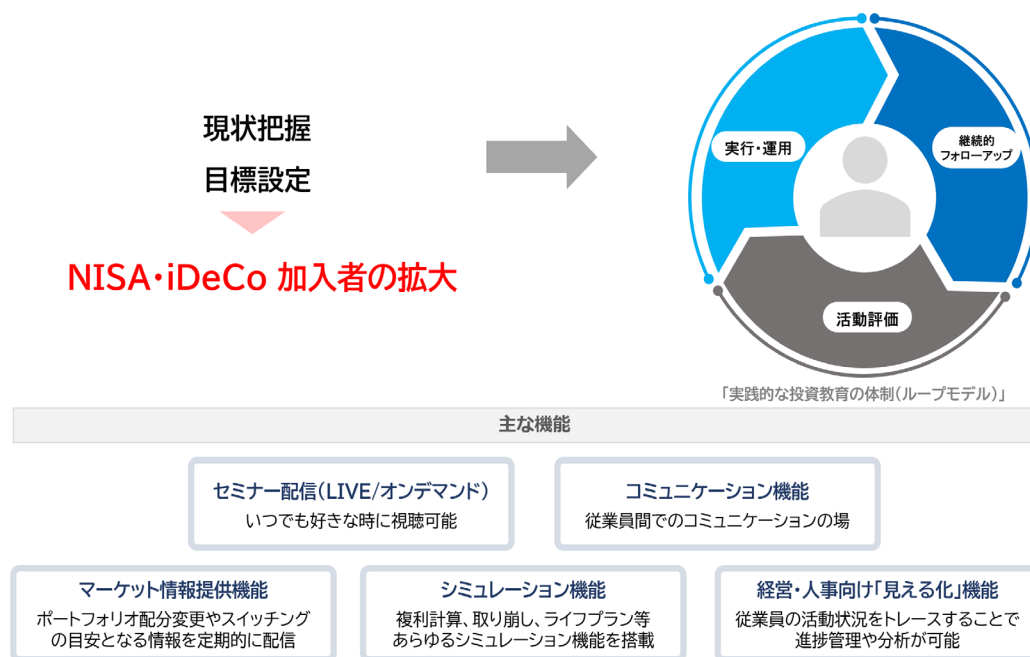 現状把握
目標設定
NISA・iDeCo 加入者の拡大
実行・運用
継続的
フォローアップ
活動評価
「実践的な投資教育の体制(ループモデル)」
主な機能
セミナー配信(LIVE/オンデマンド)
いつでも好きな時に視聴可能
コミュニケーション機能
従業員間でのコミュニケーションの場
マーケット情報提供機能
ポートフォリオ配分変更やスイッチング
の目安となる情報を定期的に配信
シミュレーション機能
複利計算、取り崩し、ライフプラン等
あらゆるシミュレーション機能を搭載
経営・人事向け「見える化」機能
従業員の活動状況をトレースすることで
進捗管理や分析が可能